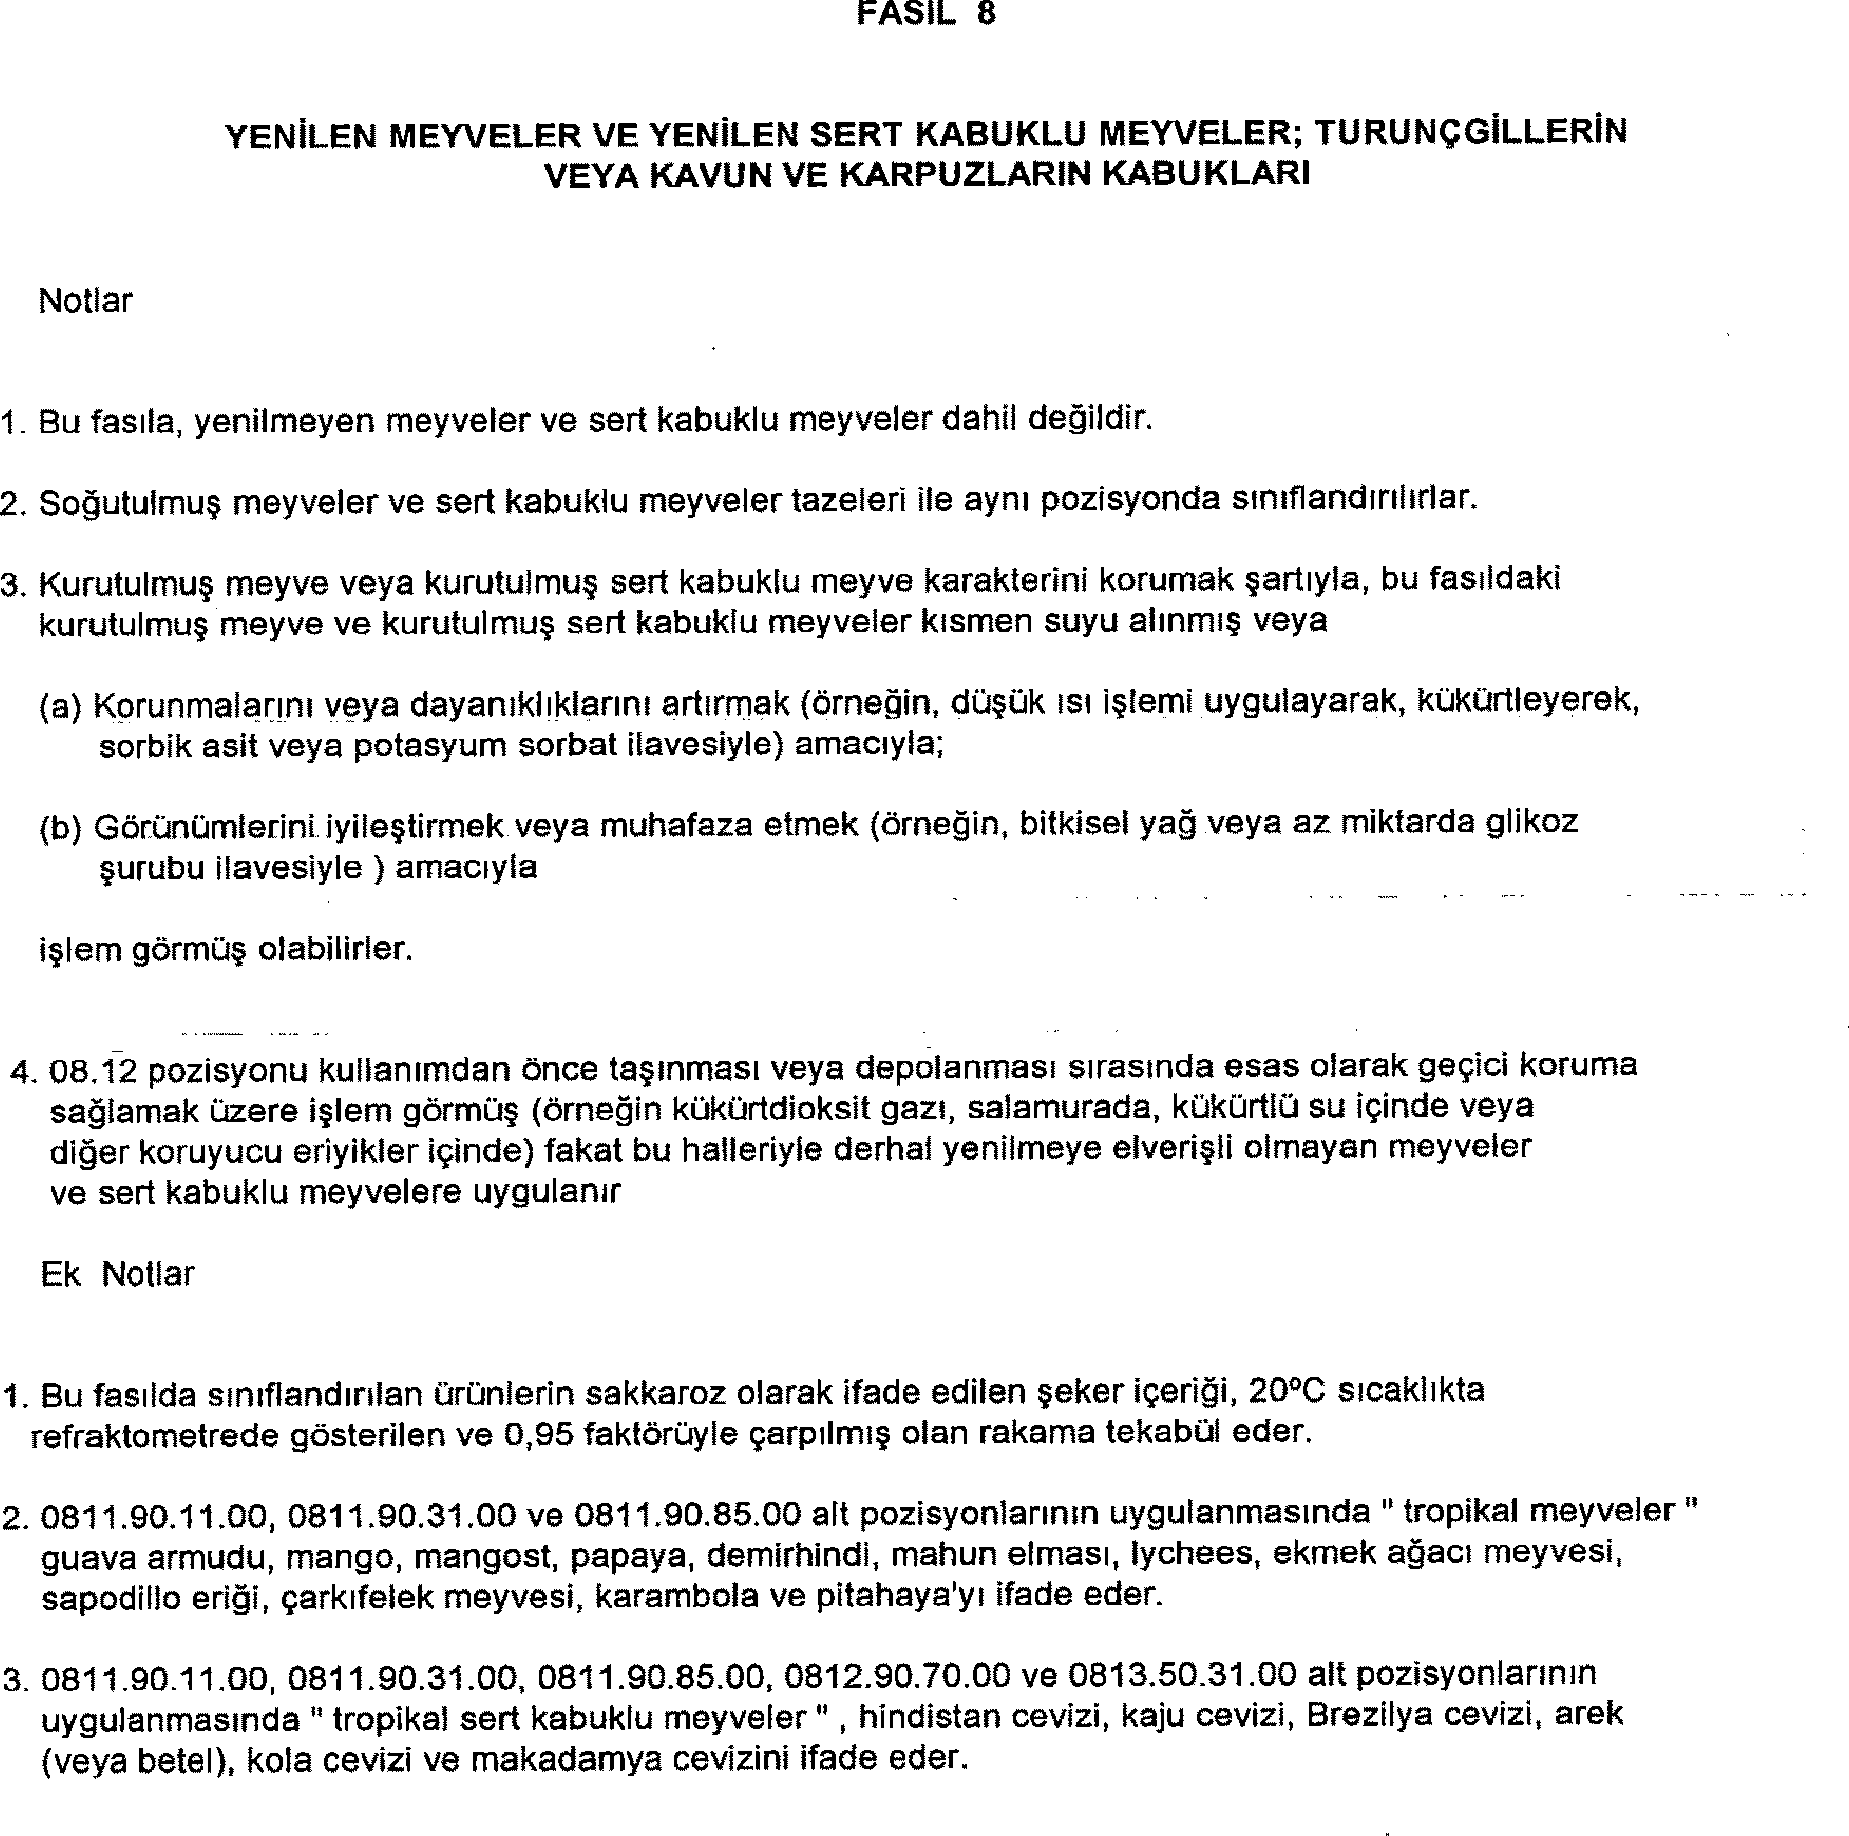 FASIL 8
YENİLEN MEYVELER VE YENİLEN SERT KABUKLU MEYVELER; TURUNÇGİLLERİN
VEYA KAVUN VE KARPUZLARIN KABUKLARI
Notlar
1. Bu fasıla, yenilmeyen meyveler ve sert kabuklu meyveler dahil değildir.
2. Soğutulmuş meyveler ve sert kabuklu meyveler tazeleri ile aynı pozisyonda sınıflandırılırlar.
3. Kurutulmuş meyve veya kurutulmuş sert kabuklu meyve karakterini korumak şartıyla, bu fasıldaki
kurutulmuş meyve ve kurutulmuş sert kabuklu meyveler kısmen suyu alınmış veya
(a) Korunmalarını veya dayanıklıklarını artırmak (örneğin, düşük ısı işlemi uygulayarak, kükürtleyerek,
sorbik asit veya potasyum sorbat ilavesiyle) amacıyla;
(b) Görünümlerini iyileştirmek veya muhafaza etmek (örneğin, bitkisel yağ veya az miktarda glikoz
şurubu ilavesiyle ) amacıyla
işlem görmüş olabilirler.
4. 08.12 pozisyonu kullanımdan önce taşınması veya depolanması sırasında esas olarak geçici koruma
sağlamak üzere işlem görmüş (örneğin kükürtdioksit gazı, salamurada, kükürtlü su içinde veya
diğer koruyucu eriyikler içinde) fakat bu halleriyle derhal yenilmeye elverişli olmayan meyveler
ve sert kabuklu meyvelere uygulanır
Ek Notlar
1. Bu fasılda sınıflandırılan ürünlerin sakkaroz olarak ifade edilen şeker içeriği, 20°C sıcaklıkta
refraktometrede gösterilen ve 0,95 faktörüyle çarpılmış olan rakama tekabül eder.
2. 0811.90.11.00, 0811.90.31.00 ve 0811.90.85.00 alt pozisyonlarının uygulanmasında " tropikal meyveler "
guava armudu, mango, mangost, papaya, demirhindi, mahun elması, lychees, ekmek ağacı meyvesi,
sapodillo eriği, çarkıfelek meyvesi, karambola ve pitahaya'yı ifade eder.
3. 0811.90.11.00, 0811.90.31.00, 0811.90.85.00, 0812.90.70.00 ve 0813.50.31.00 alt pozisyonlarının
uygulanmasında " tropikal sert kabuklu meyveler " , hindistan cevizi, kaju cevizi, Brezilya cevizi, arek
(veya betel), kola cevizi ve makadamya cevizini ifade eder.